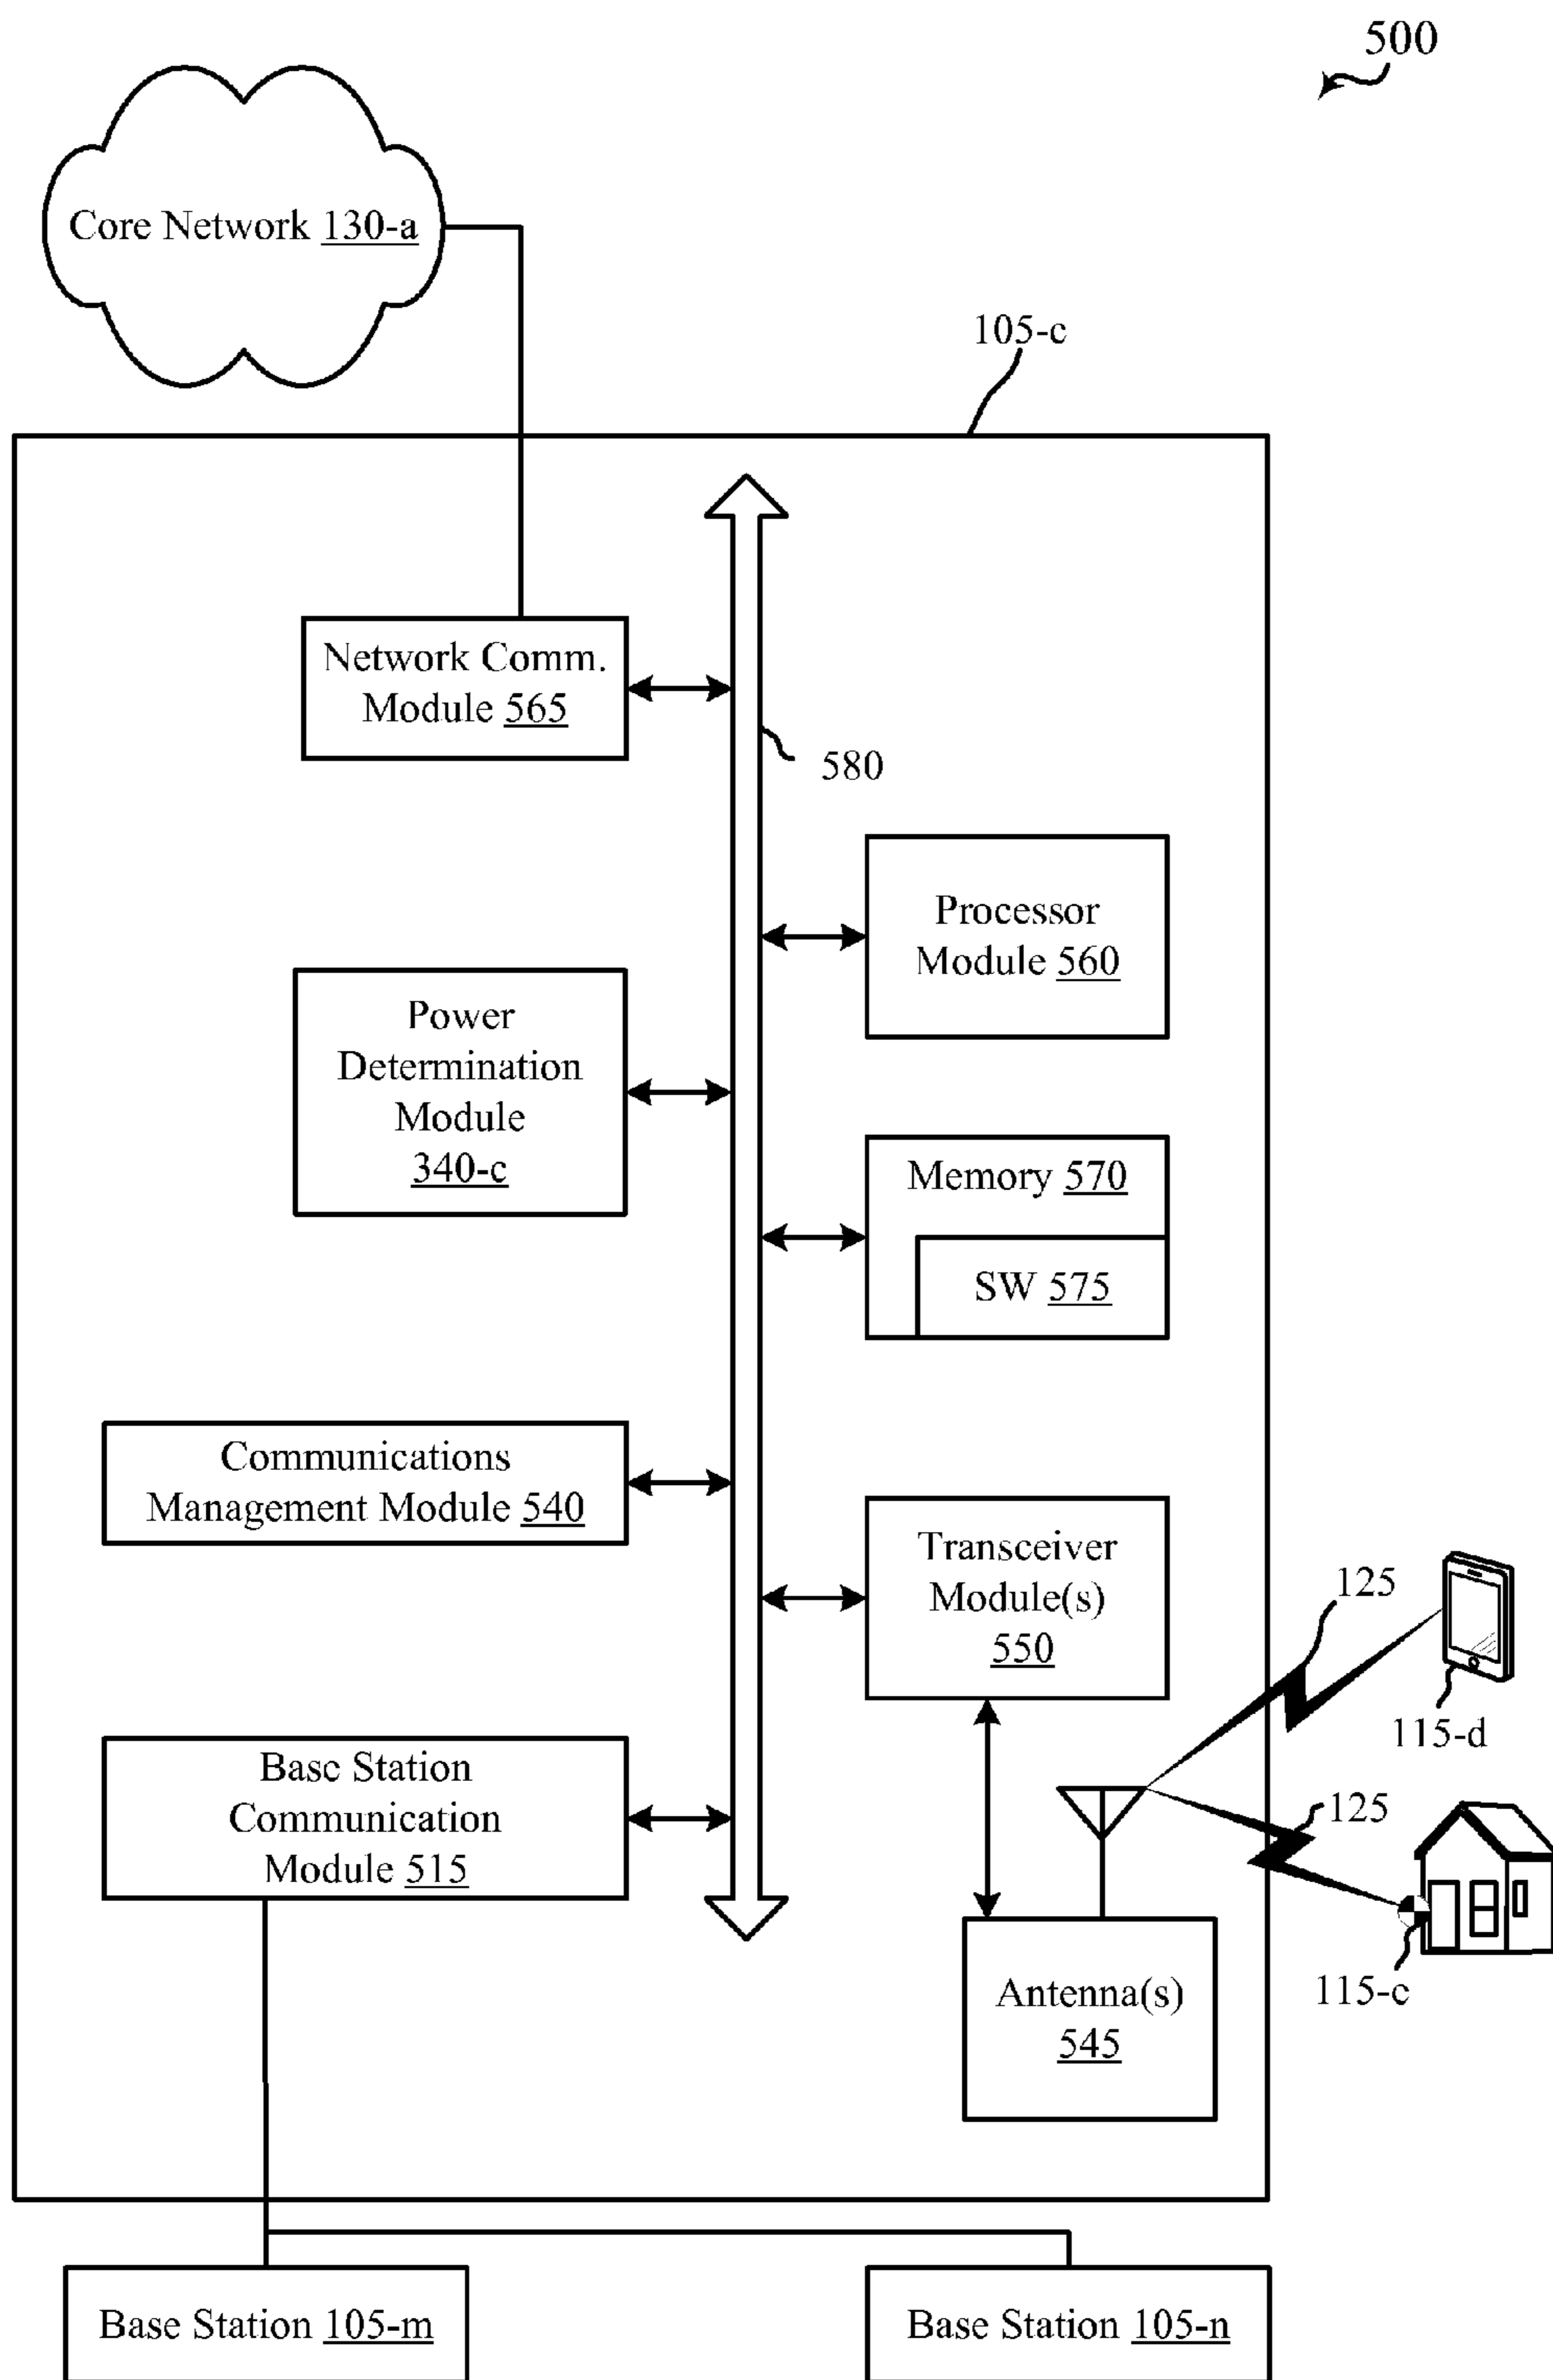 500
Core Network 130-a
105-c
Network Comm.
Module 565
580
Processor
Module 560
Power
Determination
Module
340-c
Memory 570
SW 575
Communications
Management Module 540
Transceiver
Module(s)
550
125
115-d
Base Station
Communication
Module 515
125
115-c
Antenna(s)
545
Base Station 105-m
Base Station 105-n